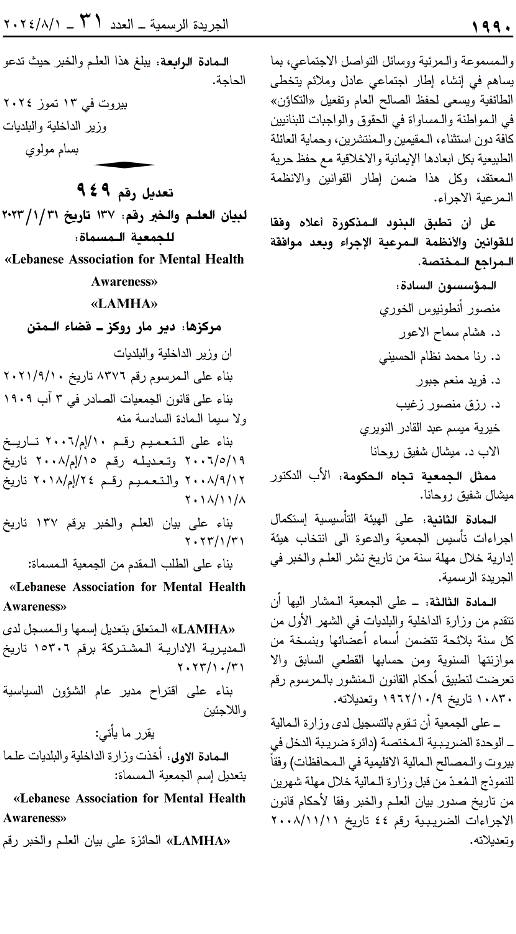 ١٩٩٠
الجريدة الرسمية ـ العدد ٣١ ـ ٢٠٢٤/٨/١
والمسموعة والمرئية ووسائل التواصل الاجتماعي، بما
يساهم في إنشاء إطار اجتماعي عادل وملائم يتخطى
الطائفية ويسعى لحفظ الصالح العام وتفعيل «التكاؤن»
في المواطنة والمساواة في الحقوق والواجبات للبنانيين
كافة دون استثناء، المقيمين والمنتشرين، وحماية العائلة
الطبيعية بكل ابعادها الإيمانية والاخلاقية مع حفظ حرية
المعتقد، وكل هذا ضمن إطار القوانين والانظمة
المرعية الاجراء.
على أن تطبق البنود المذكورة أعلاه وفقا
للقوانين والأنظمة المرعية الإجراء وبعد موافقة
المراجع المختصة.
المؤسسون السادة:
منصور أنطونيوس الخوري
د. هشام سماح الاعور
د. رنا محمد نظام الحسيني
د. فريد منعم جبور
د. رزق منصور زغيب
خيرية ميسم عبد القادر النويري
الاب د. ميشال شفيق روحانا
ممثل الجمعية تجاه الحكومة: الأب الدكتور
ميشال شفيق روحانا.
المادة الثانية: على الهيئة التأسيسية إستكمال
اجراءات تأسيس الجمعية والدعوة الى انتخاب هيئة
إدارية خلال مهلة سنة من تاريخ نشر العلم والخبر في
الجريدة الرسمية.
المادة الثالثة: ـ على الجمعية المشار اليها أن
تتقدم من وزارة الداخلية والبلديات في الشهر الأول من
كل سنة بلائحة تتضمن أسماء أعضائها وبنسخة من
موازنتها السنوية ومن حسابها القطعي السابق والا
تعرضت لتطبيق أحكام القانون المنشور بالمرسوم رقم
١٠٨٣٠ تاريخ ١٩٦٢/١٠/٩ وتعديلاته.
ـ على الجمعية أن تقوم بالتسجيل لدى وزارة المالية
ـ الوحدة الضريبية المختصة (دائرة ضريبة الدخل في
بيروت والمصالح المالية الاقليمية في المحافظات) وفقاً
للنموذج المُعدّ من قبل وزارة المالية خلال مهلة شهرين
من تاريخ صدور بيان العلم والخبر وفقا لأحكام قانون
الاجراءات الضريبية رقم ٤٤ تاريخ ٢٠٠٨/١١/١١
وتعديلاته.
المادة الرابعة: يبلغ هذا العلم والخبر حيث تدعو
الحاجة.
بيروت في ١٣ تموز ٢٠٢٤
وزير الداخلية والبلديات
بسام مولوي
تعديل رقم ٩٤٩
لبيان العلم والخبر رقم: ١٣٧ تاريخ ٢٠٢٣/١/٣١
للجمعية المسماة:
«Lebanese Association for Mental Health
Awareness»
«LAMHA»
مركزها: دير مار روكز ـ قضاء المتن
ان وزير الداخلية والبلديات
بناء على المرسوم رقم ٨٣٧٦ تاريخ ٢٠٢١/٩/١٠
بناء على قانون الجمعيات الصادر في ٣ آب ١٩٠٩
ولا سيما المادة السادسة منه
بناء على التعميم رقم ١٠/إم/٢٠٠٦ تاريخ
٢٠٠٦/٥/١٩ وتعديله رقم ١٥/إم/٢٠٠٨ تاريخ
٢٠٠٨/٩/١٢ والتعميم رقم ٢٤/إم/٢٠١٨ تاريخ
٢٠١٨/١١/٨
بناء على بيان العلم والخبر برقم ١٣٧ تاريخ
٢٠٢٣/١/٣١
بناء على الطلب المقدم من الجمعية المسماة:
«Lebanese Association for Mental Health
Awareness»
«LAMHA» المتعلق بتعديل إسمها والمسجل لدى
المديرية الادارية المشتركة برقم ١٥٣٠٦ تاريخ
٢٠٢٣/١٠/٣١
بناء على اقتراح مدير عام الشؤون السياسية
واللاجئين
يقرر ما يأتي:
المادة الاولى: أخذت وزارة الداخلية والبلديات علما
بتعديل إسم الجمعية المسماة:
«Lebanese Association for Mental Health
Awareness»
«LAMHA» الحائزة على بيان العلم والخبر رقم